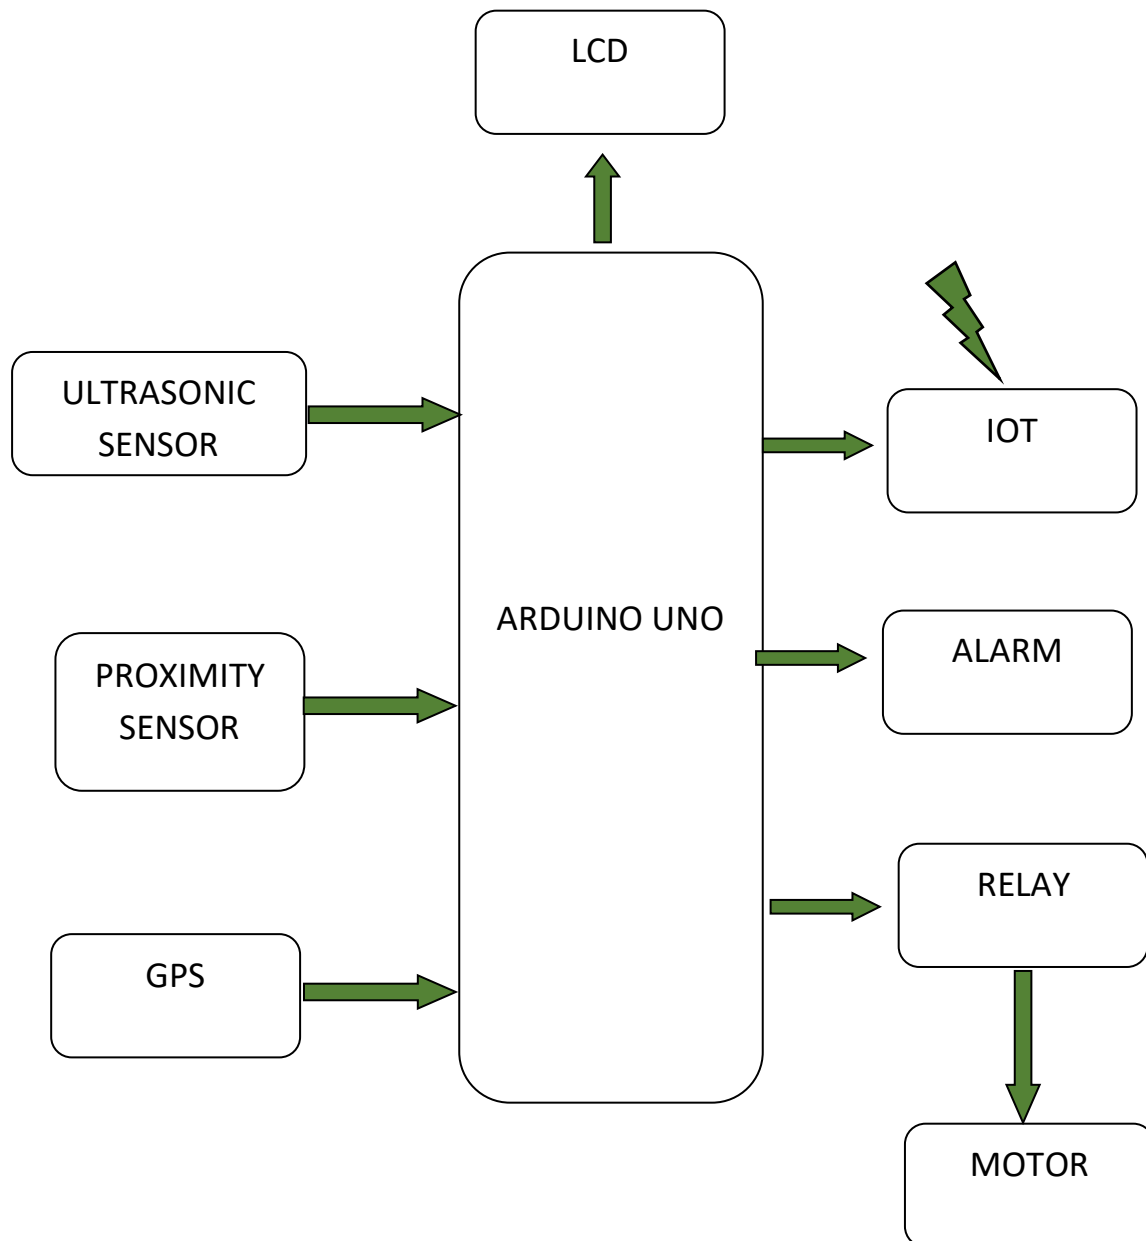 LCD
ULTRASONIC
SENSOR
IOT
ARDUINO UNO
PROXIMITY
SENSOR
ALARM
RELAY
GPS
MOTOR